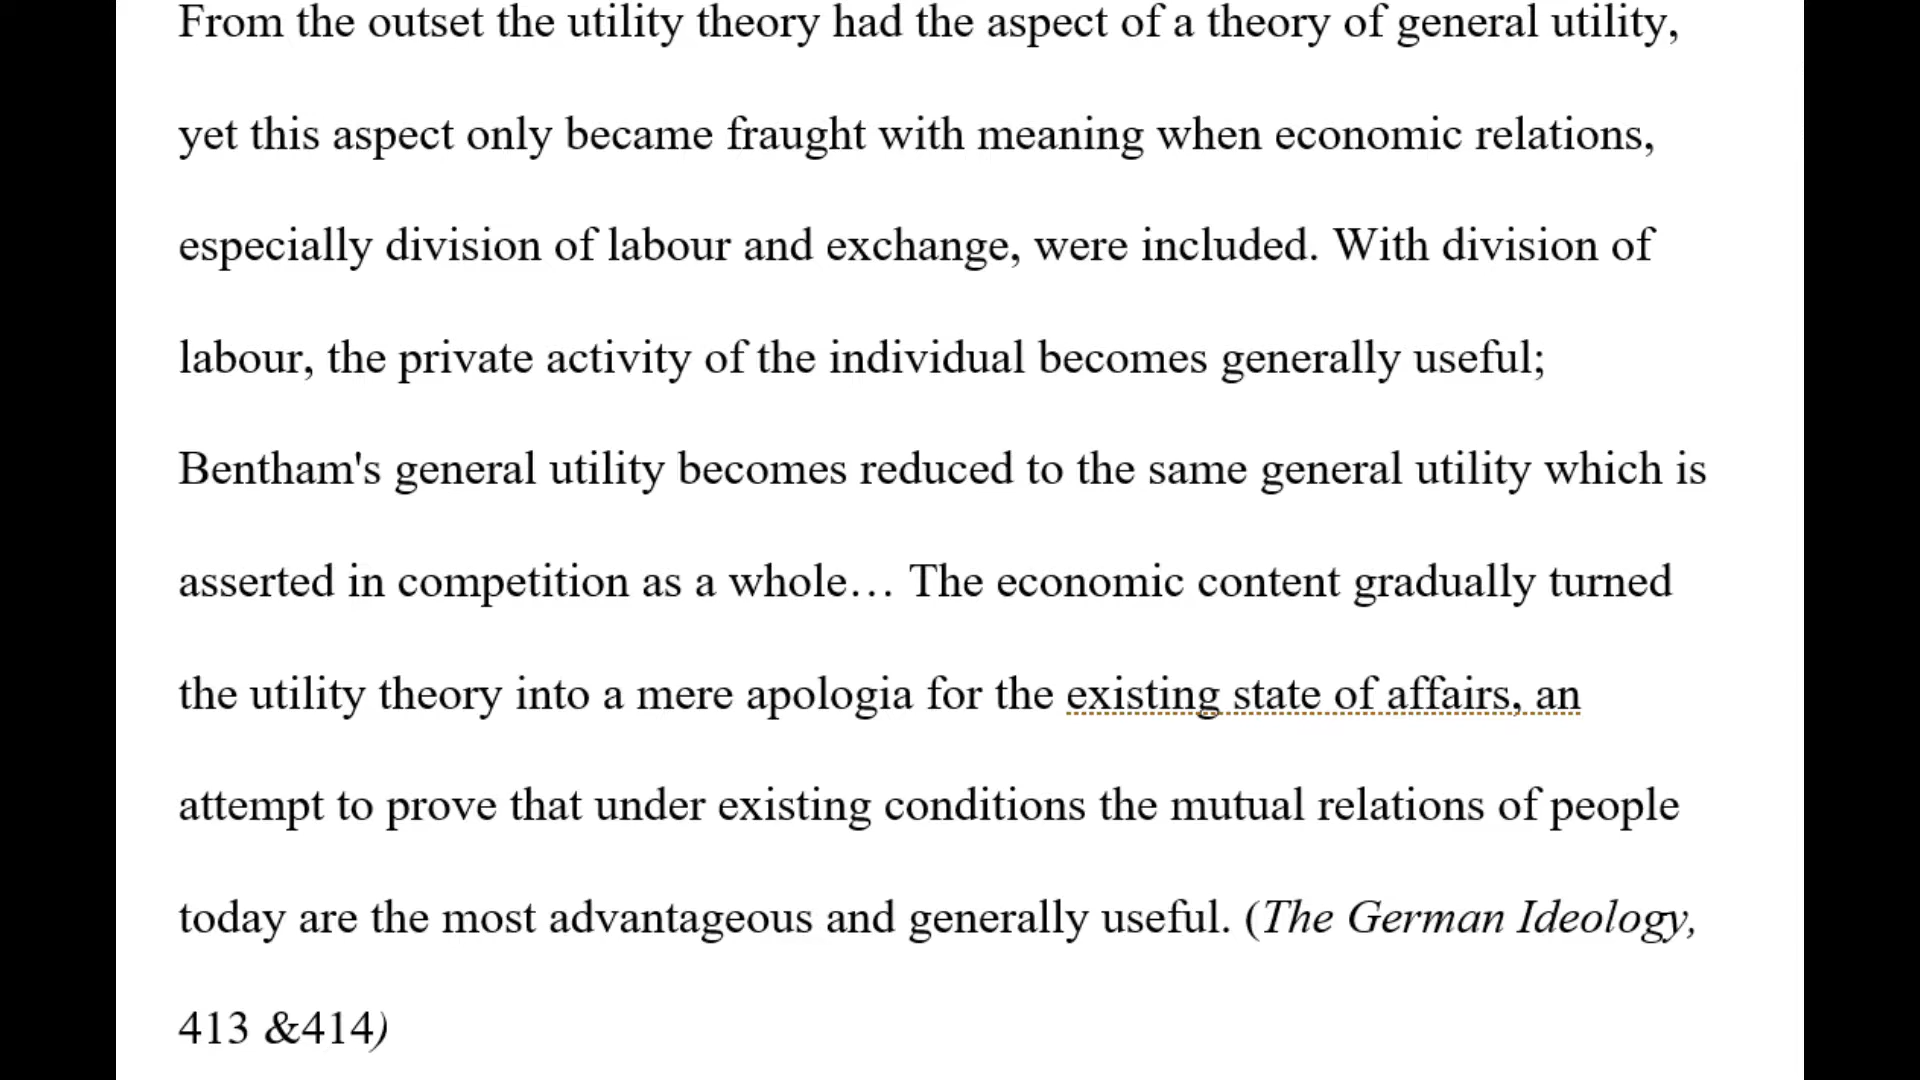 From the outset the utility theory had the aspect of a theory of general utility,
yet this aspect only became fraught with meaning when economic relations,
especially division of labour and exchange, were included. With division of
labour, the private activity of the individual becomes generally useful;
Bentham's general utility becomes reduced to the same general utility which is
asserted in competition as a whole… The economic content gradually turned
the utility theory into a mere apologia for the existing state of affairs, an
attempt to prove that under existing conditions the mutual relations of people
today are the most advantageous and generally useful. (The German Ideology,
413 &414)